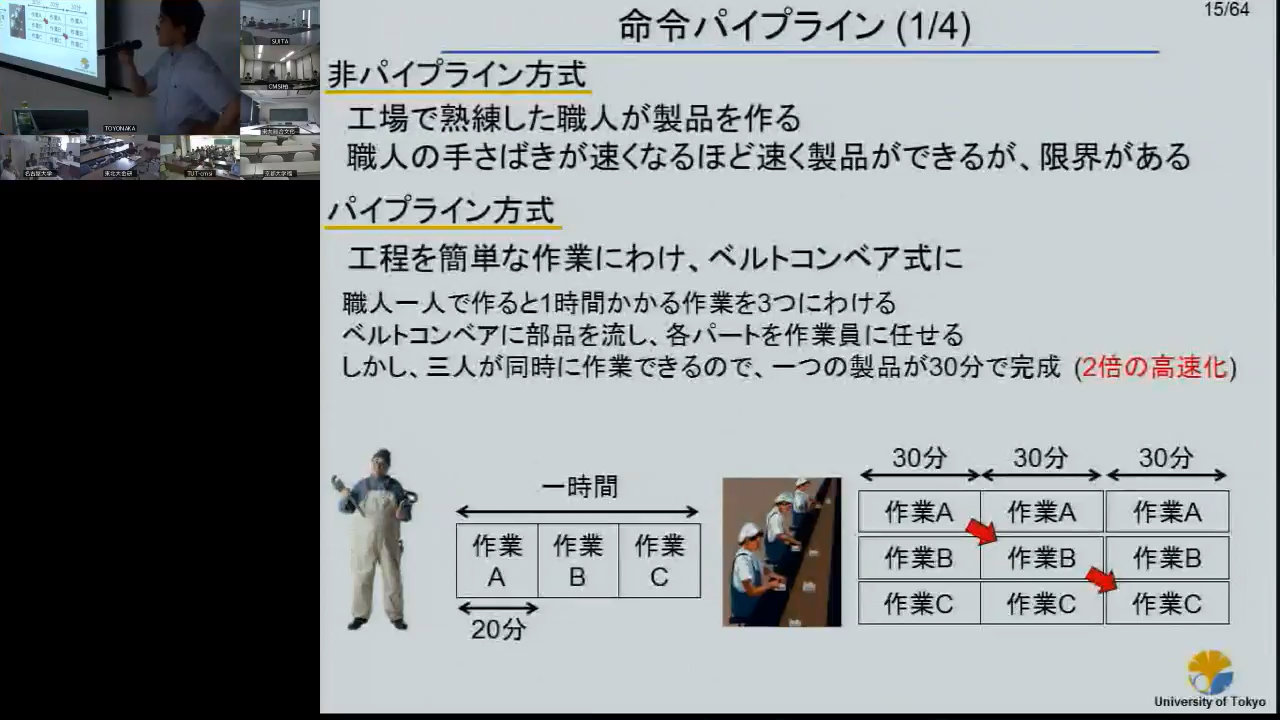 命令パイプライン (1/4)
15/64
非パイプライン方式
工場で熟練した職人が製品を作る
職人の手さばきが速くなるほど速く製品ができるが、限界がある
パイプライン方式
工程を簡単な作業にわけ、ベルトコンベア式に
職人一人で作ると1時間かかる作業を3つにわける
ベルトコンベアに部品を流し、各パートを作業員に任せる
しかし、三人が同時に作業できるので、一つの製品が30分で完成 (2倍の高速化)
一時間
作業A 作業B 作業C
20分
30分 30分 30分
作業A 作業A 作業A
作業B 作業B 作業B
作業C 作業C 作業C
University of Tokyo
SUITA
TOYONAKA
名古屋大学
TUT-cmsi